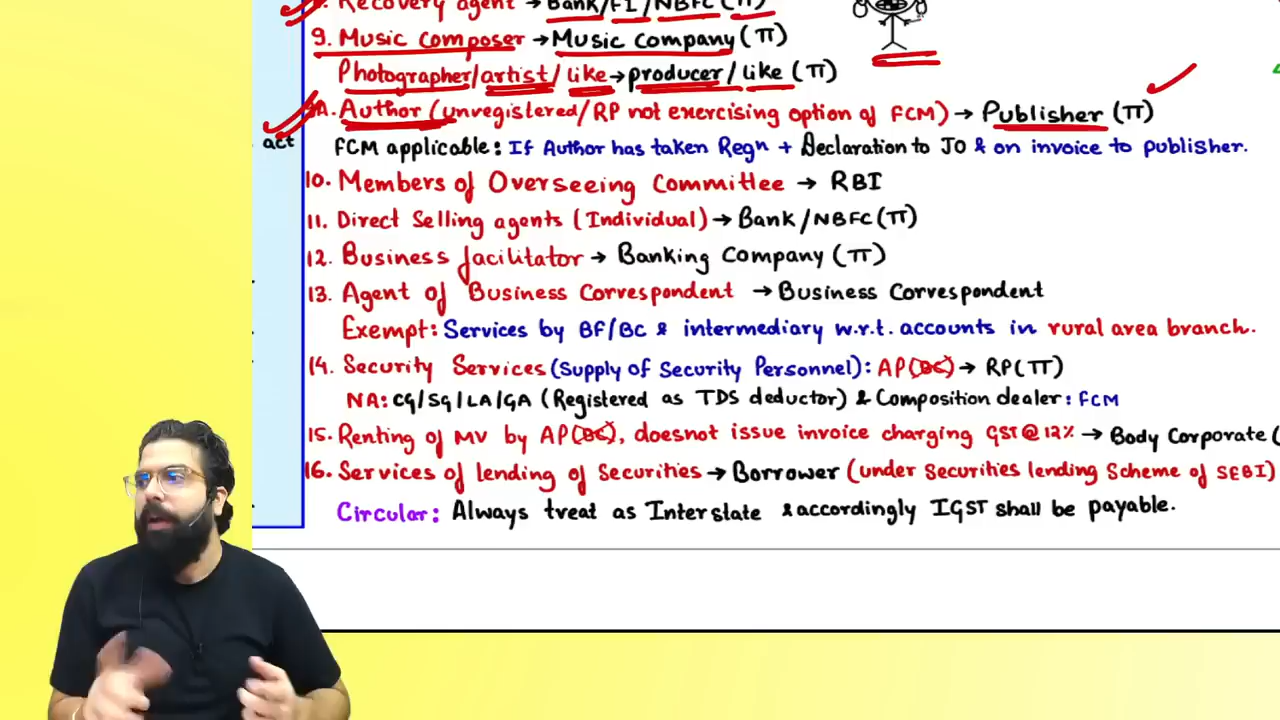 Recovery agent → Bank/FI/NBFC (π)
9. Music Composer → Music Company (π)
Photographer/artist/like → producer/like (π)
9A. Author (unregistered/RP not exercising option of FCM) → Publisher (π)
act
FCM applicable: If Author has taken Regn + Declaration to JO & on invoice to publisher.
10. Members of Overseeing Committee → RBI
11. Direct Selling agents (Individual) → Bank/NBFC (π)
12. Business facilitator → Banking Company (π)
13. Agent of Business Correspondent → Business Correspondent
Exempt: Services by BF/BC & intermediary w.r.t. accounts in rural area branch.
14. Security Services (Supply of Security Personnel): AP(BC) → RP(π)
NA: CG/SG/LA/GA (Registered as TDS deductor) & Composition dealer: FCM
15. Renting of MV by AP(BC), doesnot issue invoice charging GST@12% → Body Corporate (
16. Services of lending of Securities → Borrower (under Securities lending Scheme of SEBI)
Circular: Always treat as Interstate & accordingly IGST shall be payable.